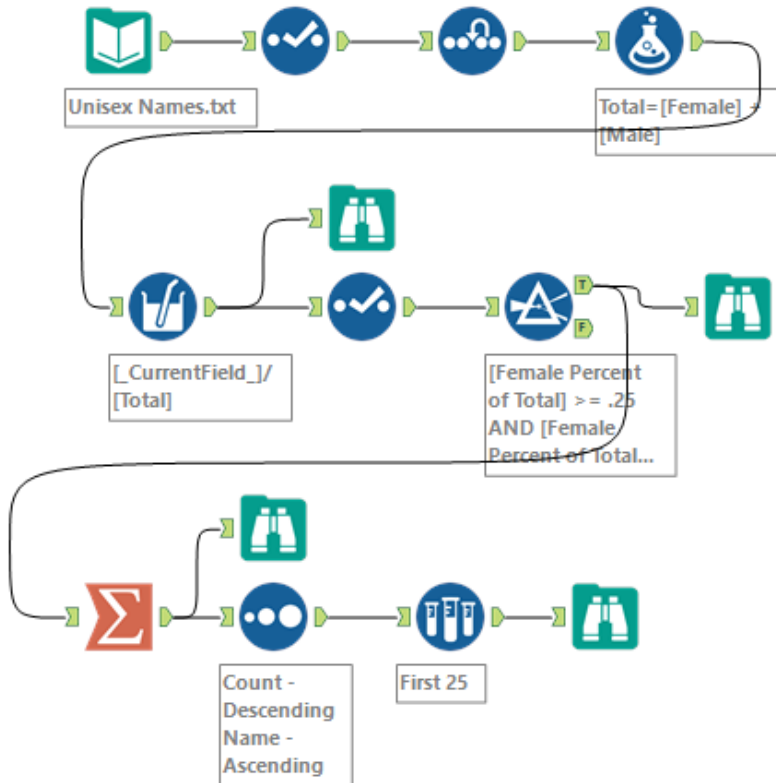 Unisex Names.txt
Total=[Female] +
[Male]
[_CurrentField_]/
[Total]
T
F
[Female Percent
of Total] >= .25
AND [Female
Percent of Total...
Count -
Descending
Name -
Ascending
First 25